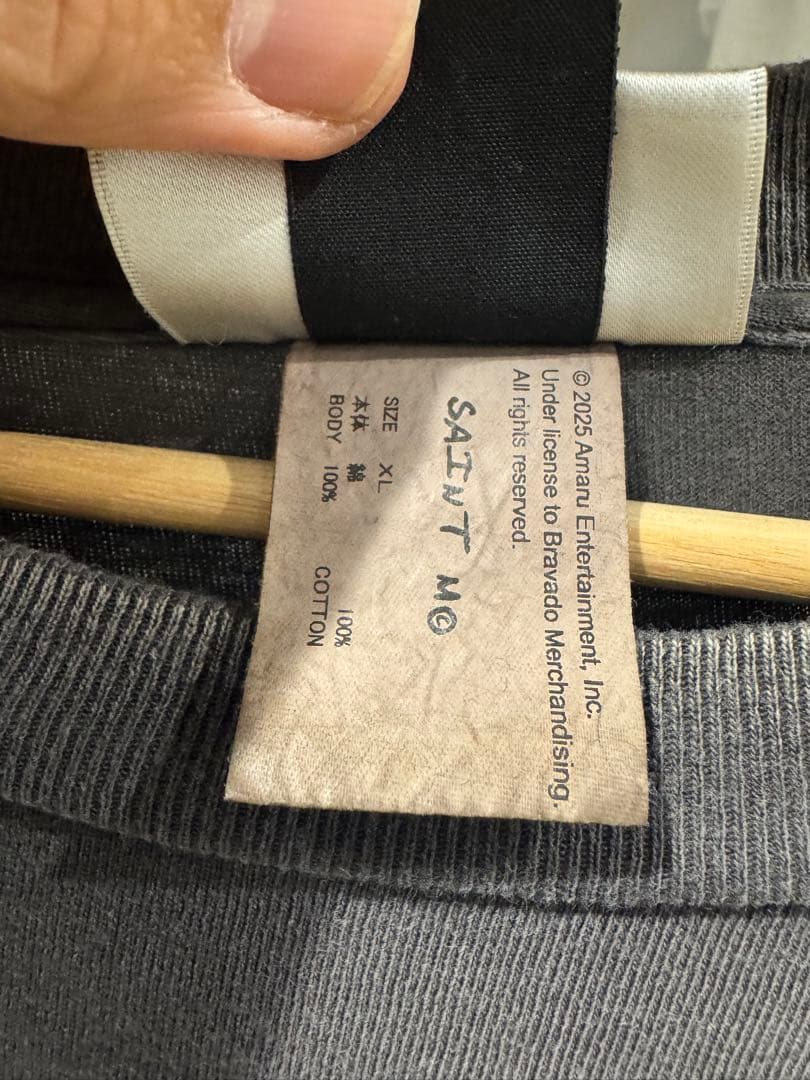 © 2025 Amaru Entertainment, Inc.
Under license to Bravado Merchandising.
All rights reserved.
SAINT M©
SIZE XL
本体 綿 100%
BODY 100% COTTON